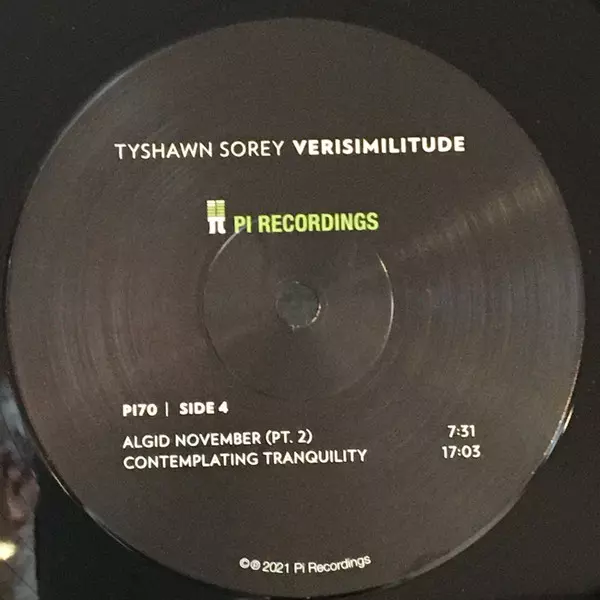 TYSHAWN SOREY VERISIMILITUDE
PI RECORDINGS
PI70 | SIDE 4
ALGID NOVEMBER (PT. 2) 7:31
CONTEMPLATING TRANQUILITY 17:03
©℗ 2021 Pi Recordings